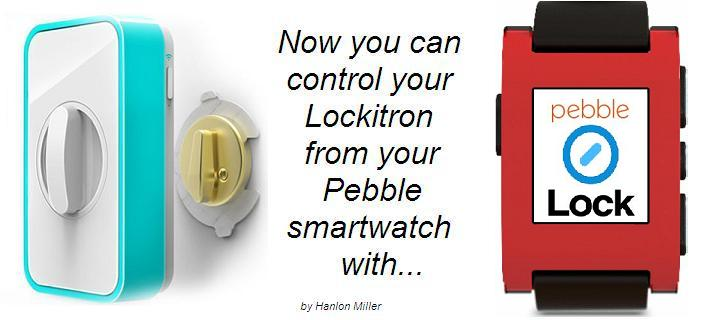 Now you can
control your
Lockitron
from your
Pebble
smartwatch
with...
by Hanlon Miller
pebble
Lock